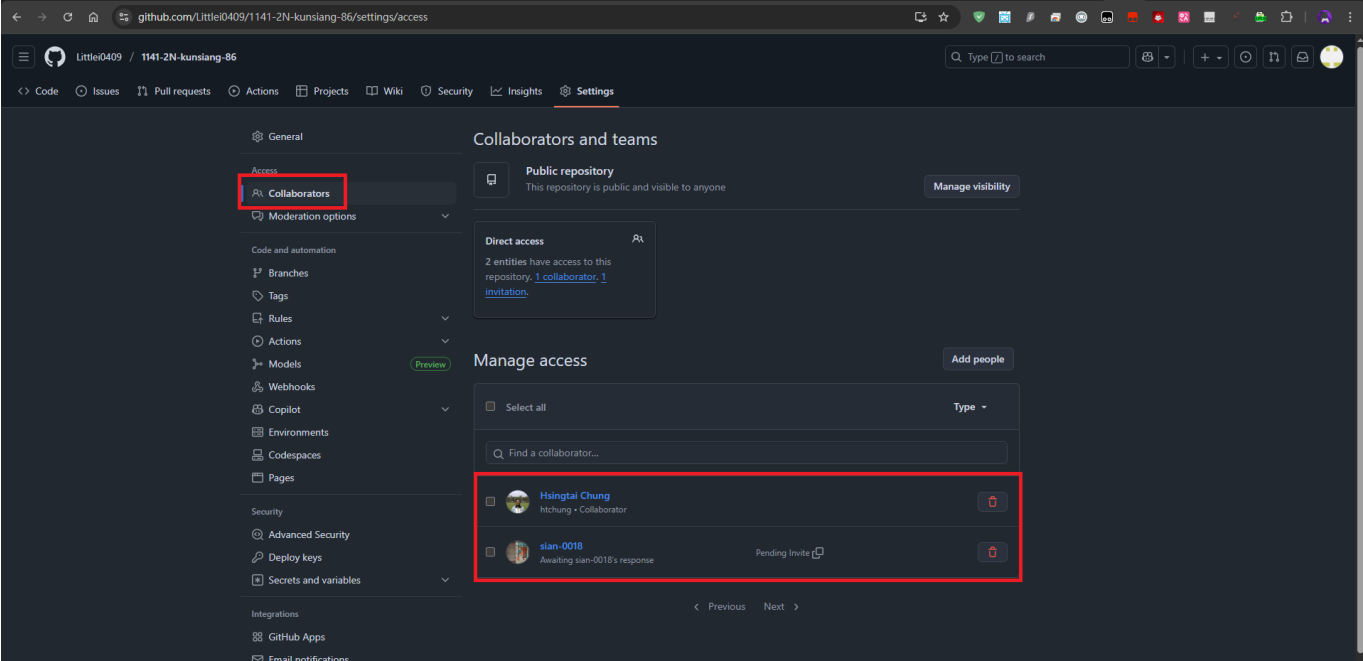 github.com/Littlei0409/1141-2N-kunsiang-86/settings/access
Littlei0409 / 1141-2N-kunsiang-86
Type / to search
Code Issues Pull requests Actions Projects Wiki Security Insights Settings
General
Access
Collaborators
Moderation options
Code and automation
Branches
Tags
Rules
Actions
Models Preview
Webhooks
Copilot
Environments
Codespaces
Pages
Security
Advanced Security
Deploy keys
Secrets and variables
Integrations
GitHub Apps
Email notifications
Collaborators and teams
Public repository
This repository is public and visible to anyone
Manage visibility
Direct access
2 entities have access to this
repository. 1 collaborator. 1
invitation.
Manage access
Add people
Select all
Type
Find a collaborator...
Hsingtai Chung
htchung • Collaborator
sian-0018
Awaiting sian-0018's response
Pending Invite
Previous Next